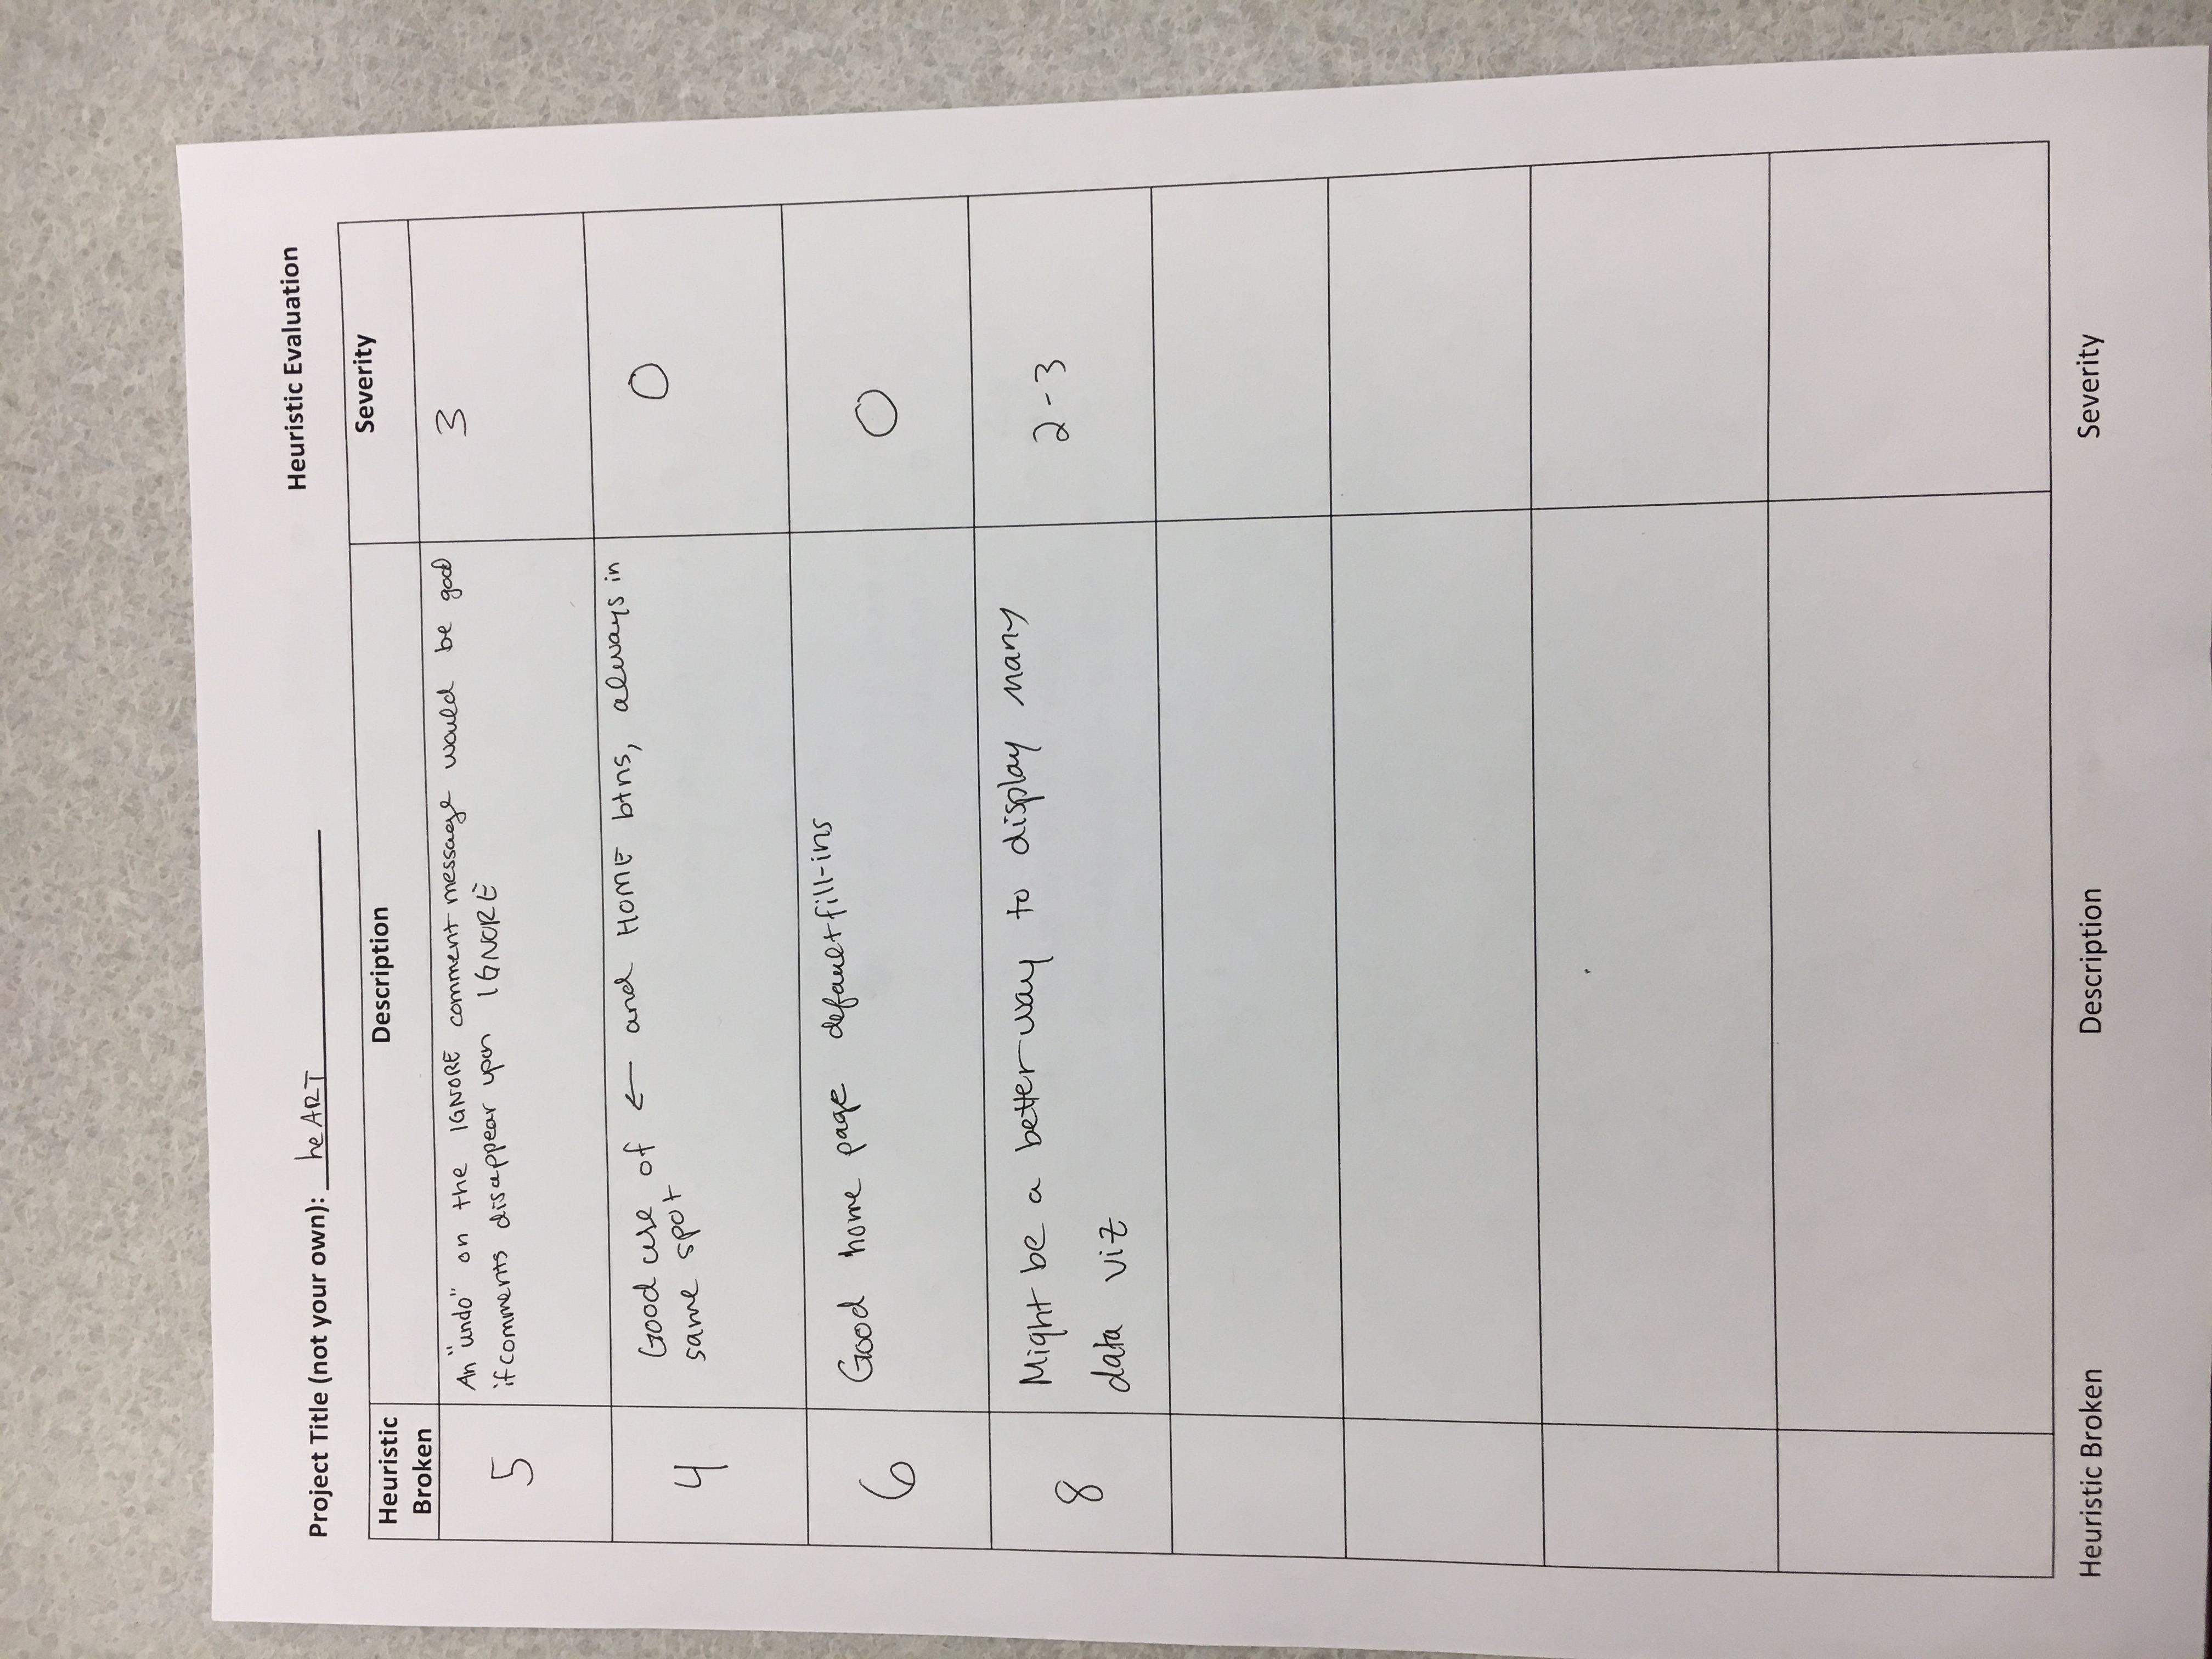 Heuristic Evaluation
Project Title (not your own): heART
Heuristic Broken
Description
Severity
5
An "undo" on the IGNORE comment message would be good
if comments disappear upon IGNORE
3
4
Good use of ← and HOME btns, always in
same spot
0
6
Good home page default fill-ins
0
8
Might be a better way to display many
data viz
2-3
Heuristic Broken
Description
Severity